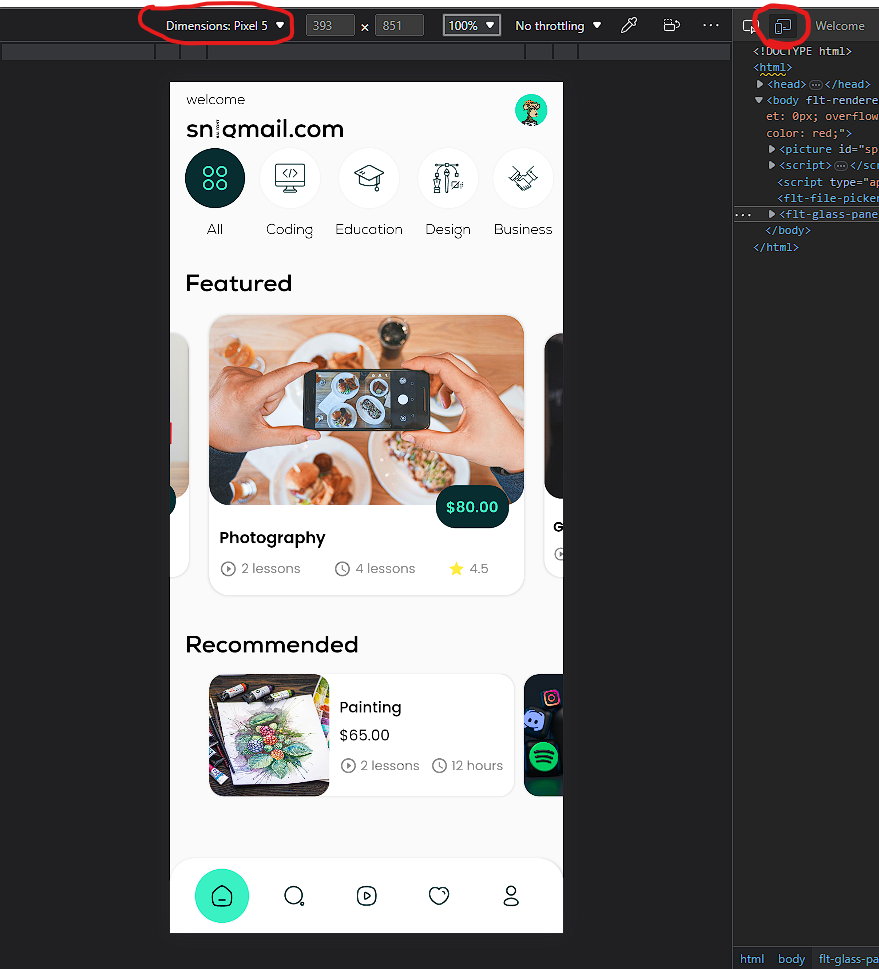 Dimensions: Pixel 5 393 x 851 100% No throttling Welcome
<!DOCTYPE html>
<html>
<head>…</head>
<body flt-rendere
et: 0px; overflow
color: red;">
<picture id="sp
<script>…</scr
<script type="ap
<flt-file-picker
<flt-glass-pane
</body>
</html>
welcome
gmail.com
All Coding Education Design Business
Featured
$80.00
Photography
2 lessons 4 lessons 4.5
G
Recommended
Painting
$65.00
2 lessons 12 hours
html body flt-glass-pa